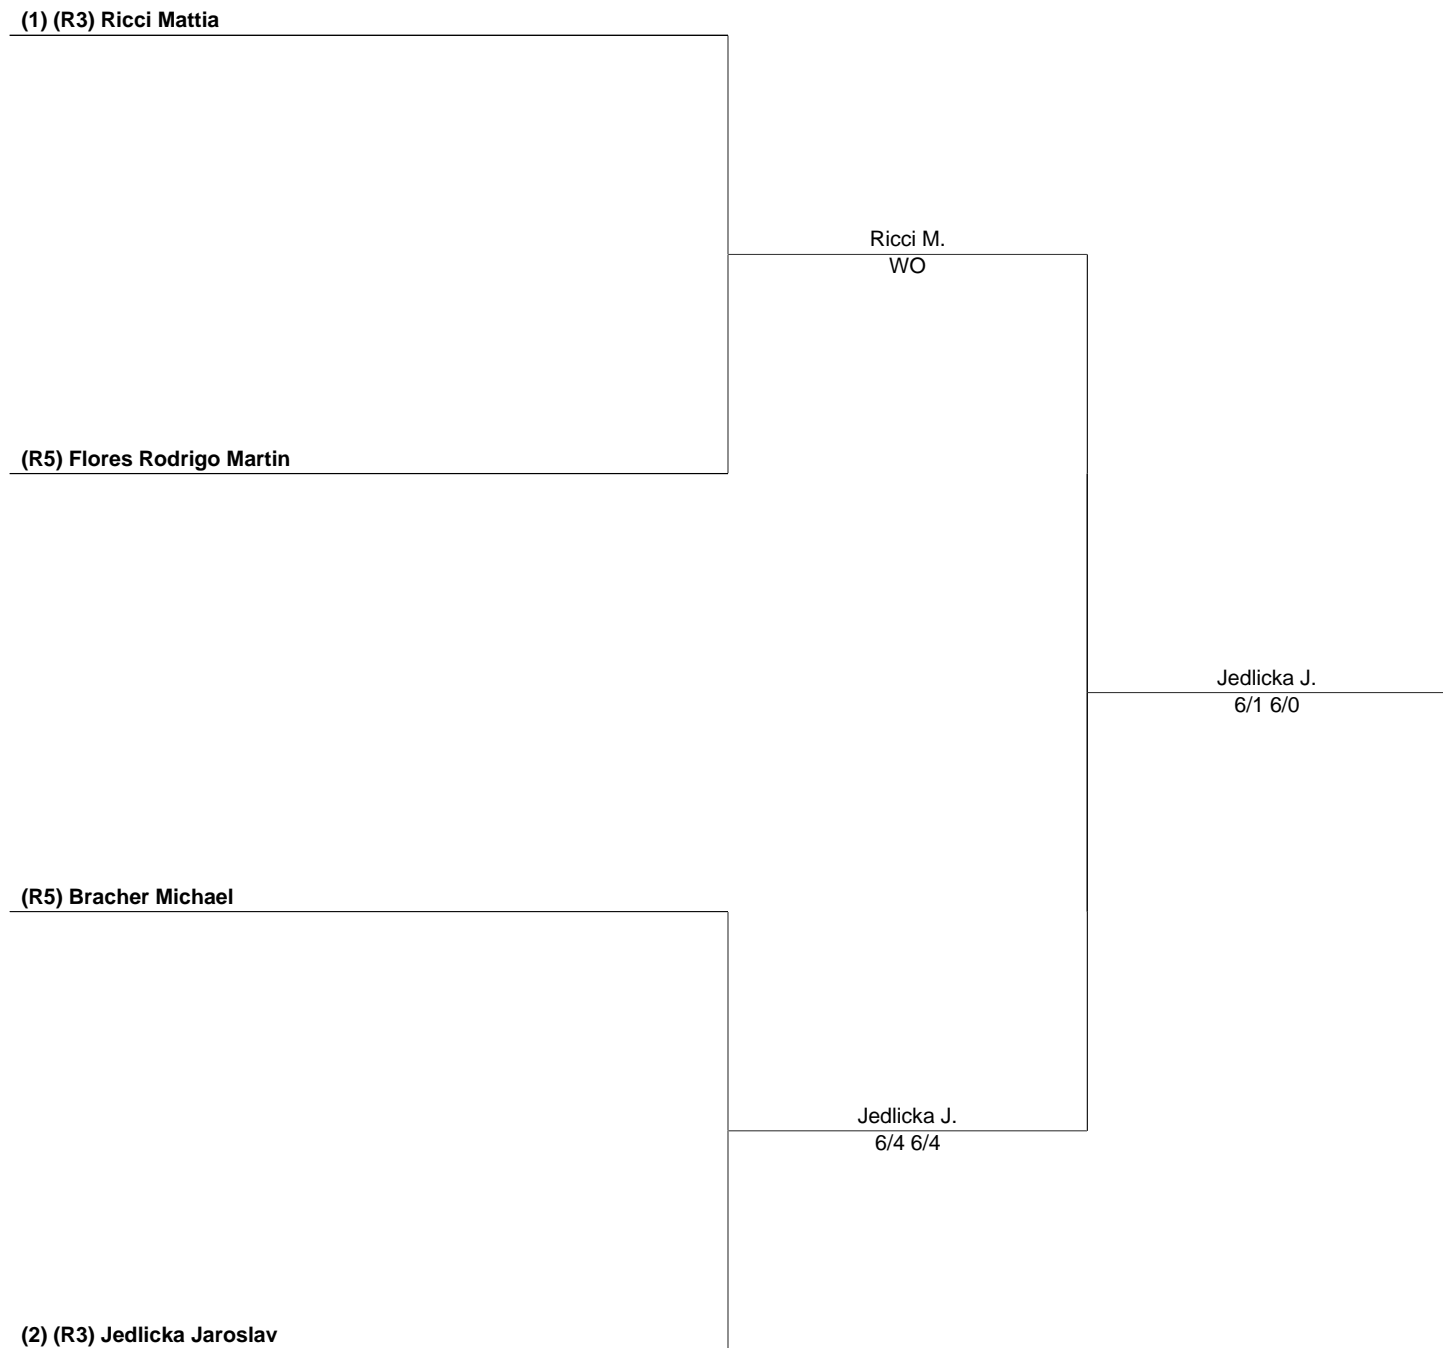 (1) (R3) Ricci Mattia
Ricci M.
WO
(R5) Flores Rodrigo Martin
Jedlicka J.
6/1 6/0
(R5) Bracher Michael
Jedlicka J.
6/4 6/4
(2) (R3) Jedlicka Jaroslav